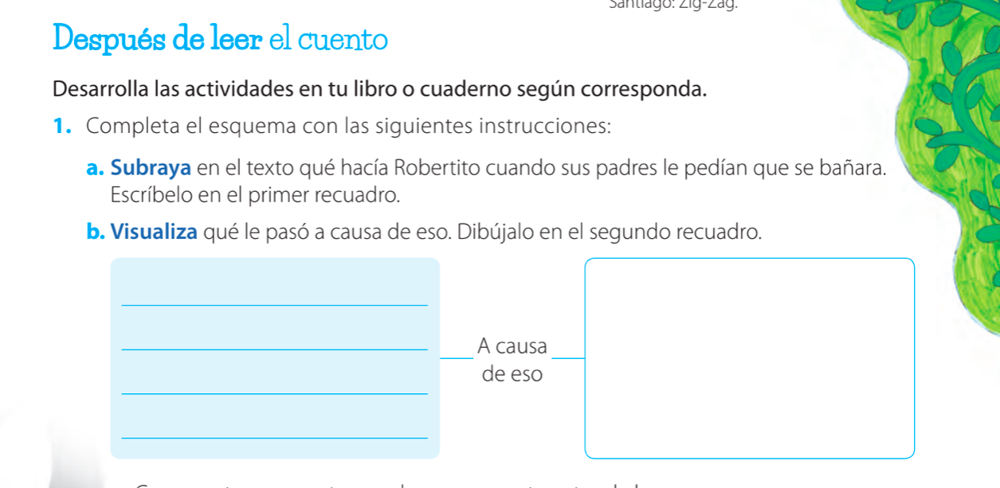 Santiago: Zig-Zag.
Después de leer el cuento
Desarrolla las actividades en tu libro o cuaderno según corresponda.
1. Completa el esquema con las siguientes instrucciones:
a. Subraya en el texto qué hacía Robertito cuando sus padres le pedían que se bañara.
Escríbelo en el primer recuadro.
b. Visualiza qué le pasó a causa de eso. Dibújalo en el segundo recuadro.
A causa
de eso